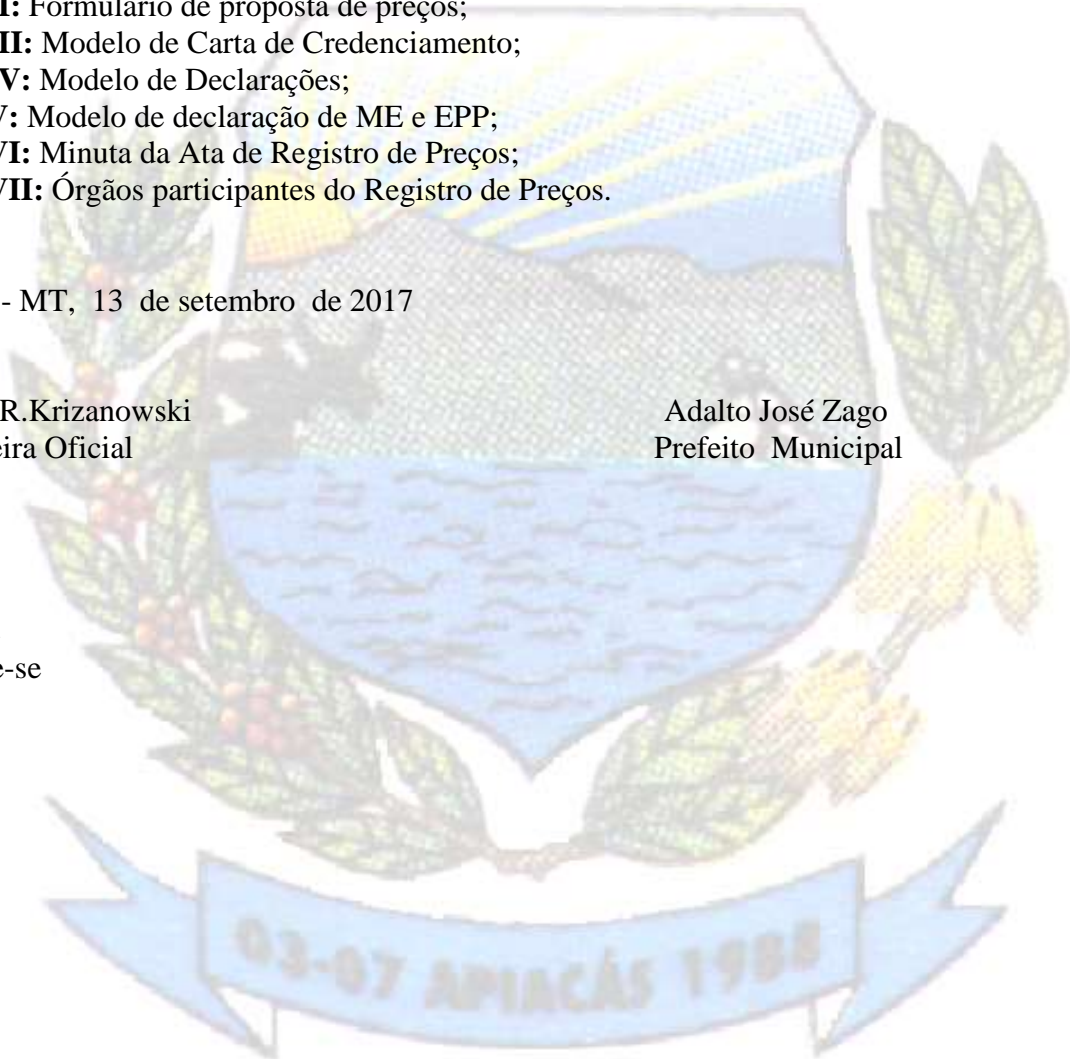 I: Formulário de proposta de preços;
II: Modelo de Carta de Credenciamento;
V: Modelo de Declarações;
V: Modelo de declaração de ME e EPP;
VI: Minuta da Ata de Registro de Preços;
VII: Órgãos participantes do Registro de Preços.
- MT, 13 de setembro de 2017
R.Krizanowski Adalto José Zago
eira Oficial Prefeito Municipal
e-se
03-07 APIACÁS 1988